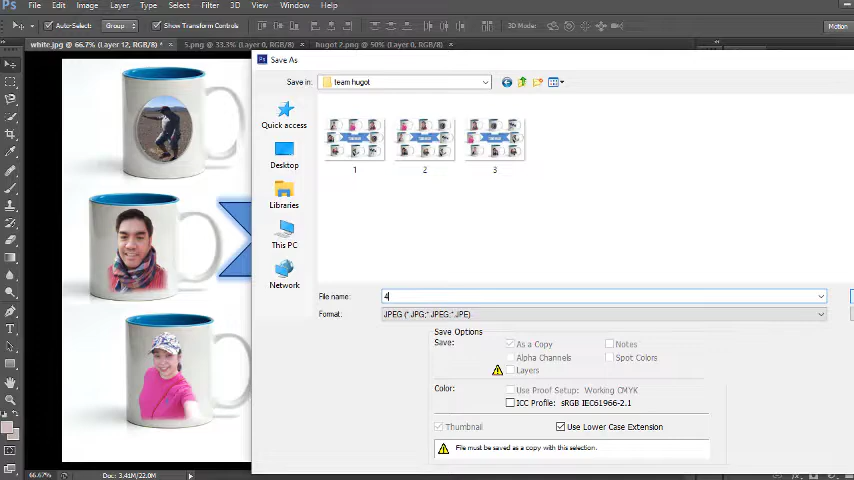 Ps File Edit Image Layer Type Select Filter 3D View Window Help
Auto-Select: Group Show Transform Controls 3D Mode: Motion
white.jpg @ 66.7% (Layer 12, RGB/8) * × 5.png @ 33.3% (Layer 0, RGB/8) × hugot 2.png @ 50% (Layer 0, RGB/8) ×
Ps Save As
Save in: team hugot
Quick access
Desktop
Libraries
This PC
Network
1 2 3
File name: 4
Format: JPEG (*.JPG;*.JPEG;*.JPE)
Save Options
Save: As a Copy Notes
Alpha Channels Spot Colors
Layers
Color: Use Proof Setup: Working CMYK
ICC Profile: sRGB IEC61966-2.1
Thumbnail Use Lower Case Extension
File must be saved as a copy with this selection.
66.67% Doc: 3.41M/22.0M